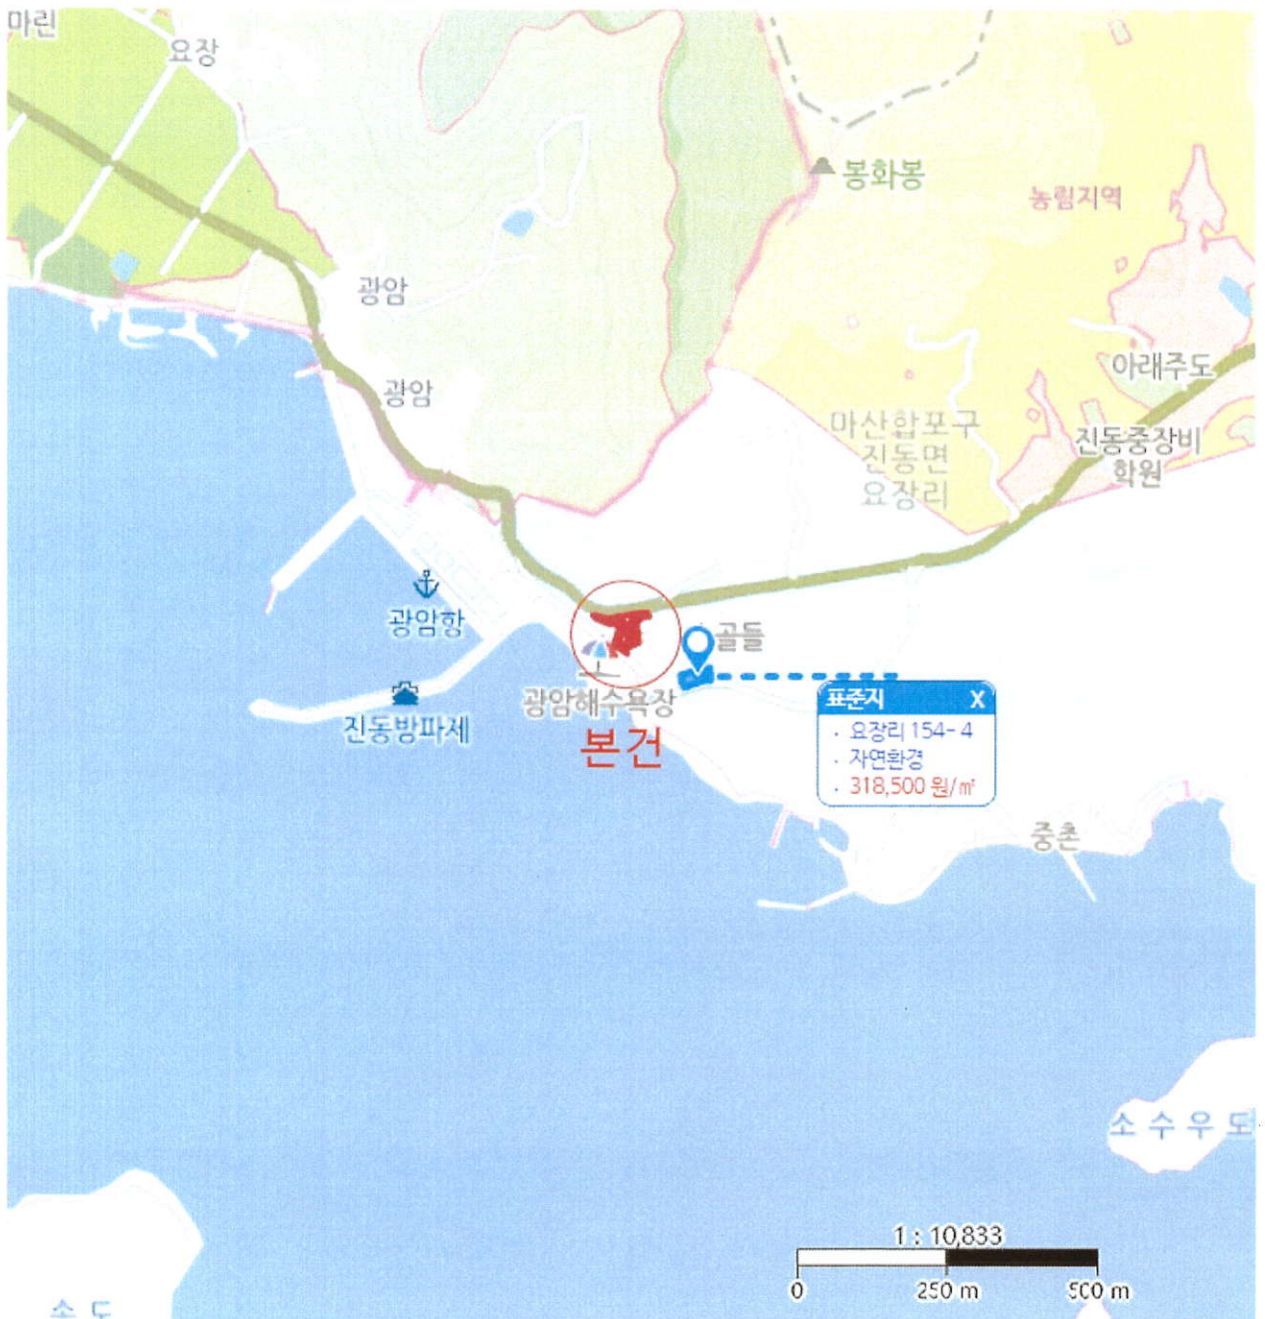 마린
요장
봉화봉
농림지역
광암
아래주도
광암
마산합포구
진동면
요장리
진동중장비
학원
광암항
골들
광암해수욕장
진동방파제
본건
표준지 X
· 요장리 154-4
· 자연환경
· 318,500 원/㎡
중촌
소수우도
1 : 10,833
0 250 m 500 m
송도